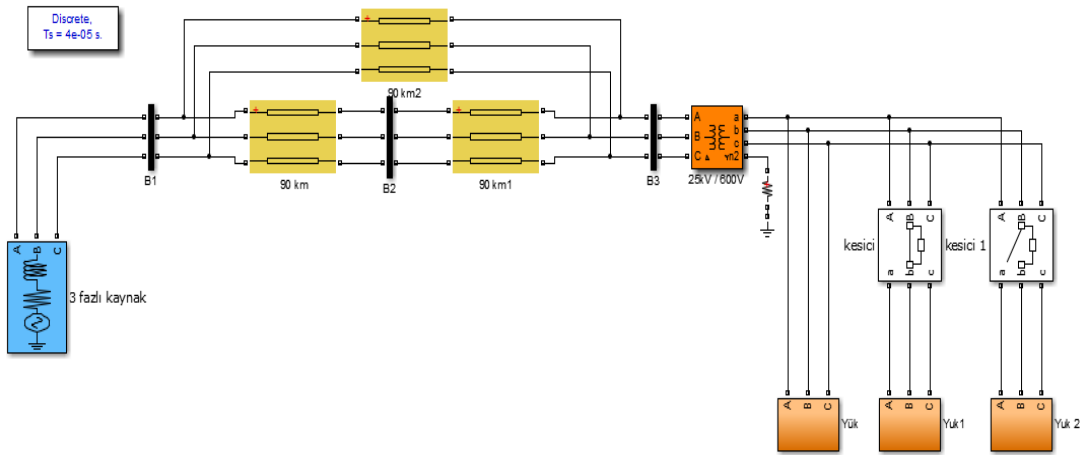 Discrete,
Ts = 4e-05 s.
90 km2
A
B
C
B1
90 km
B2
90 km1
B3
A
B
C
a
b
c
n2
25kV / 600V
A
B
C
3 fazlı kaynak
kesici
A
B
C
a
b
c
kesici 1
A
B
C
a
b
c
A
B
C
Yük
A
B
C
Yuk1
A
B
C
Yuk 2